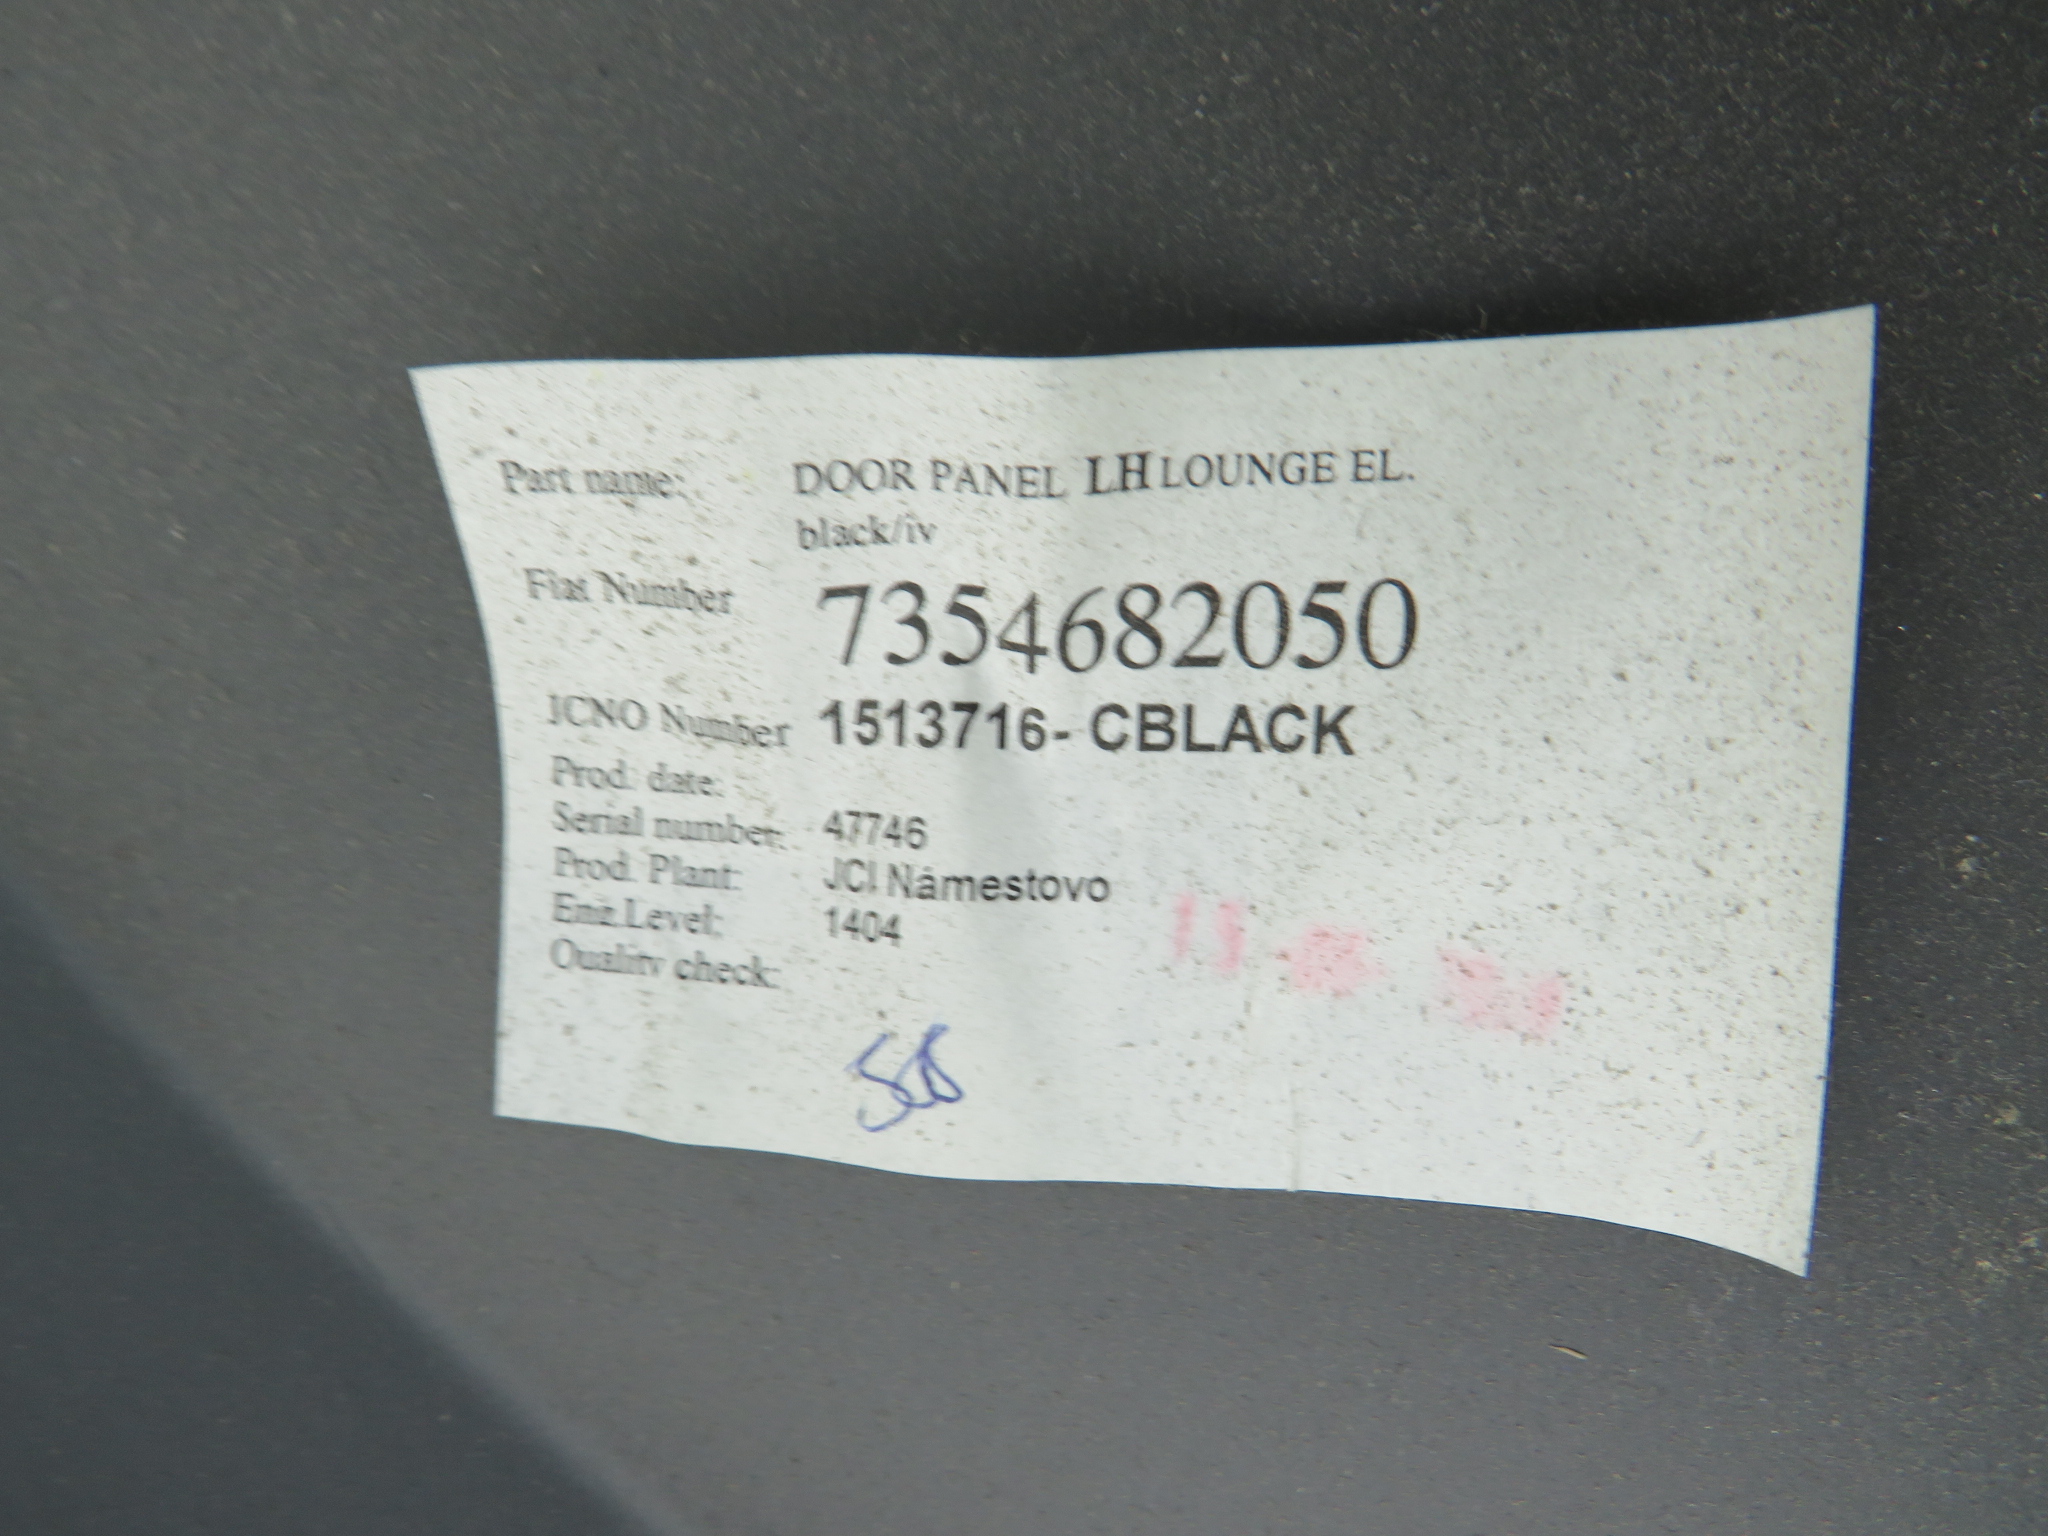 Part name: DOOR PANEL LH LOUNGE EL.
black/iv
Fiat Number 7354682050
JCNO Number 1513716- CBLACK
Prod. date:
Serial number: 47746
Prod. Plant: JCI Námestovo
Eng.Level: 1404
Quality check: